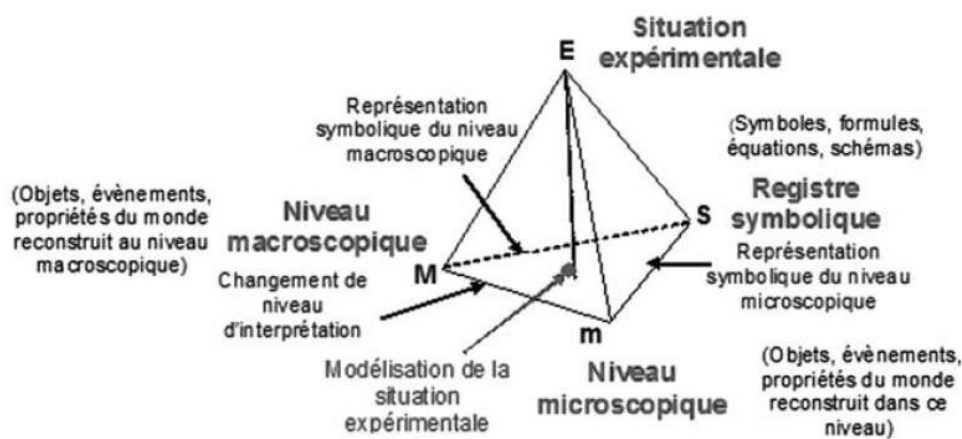 Situation
expérimentale
E
Représentation
symbolique du niveau
macroscopique
(Symboles, formules,
équations, schémas)
(Objets, évènements,
propriétés du monde
reconstruit au niveau
macroscopique)
Niveau
macroscopique
M
S
Registre
symbolique
Changement de
niveau
d'interprétation
Représentation
symbolique du niveau
microscopique
m
Modélisation de la
situation
expérimentale
Niveau
microscopique
(Objets, évènements,
propriétés du monde
reconstruit dans ce
niveau)